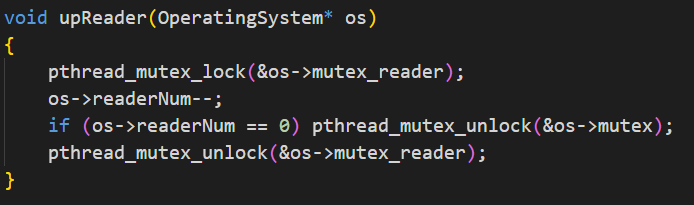 void upReader(OperatingSystem* os)
{
    pthread_mutex_lock(&os->mutex_reader);
    os->readerNum--;
    if (os->readerNum == 0) pthread_mutex_unlock(&os->mutex);
    pthread_mutex_unlock(&os->mutex_reader);
}